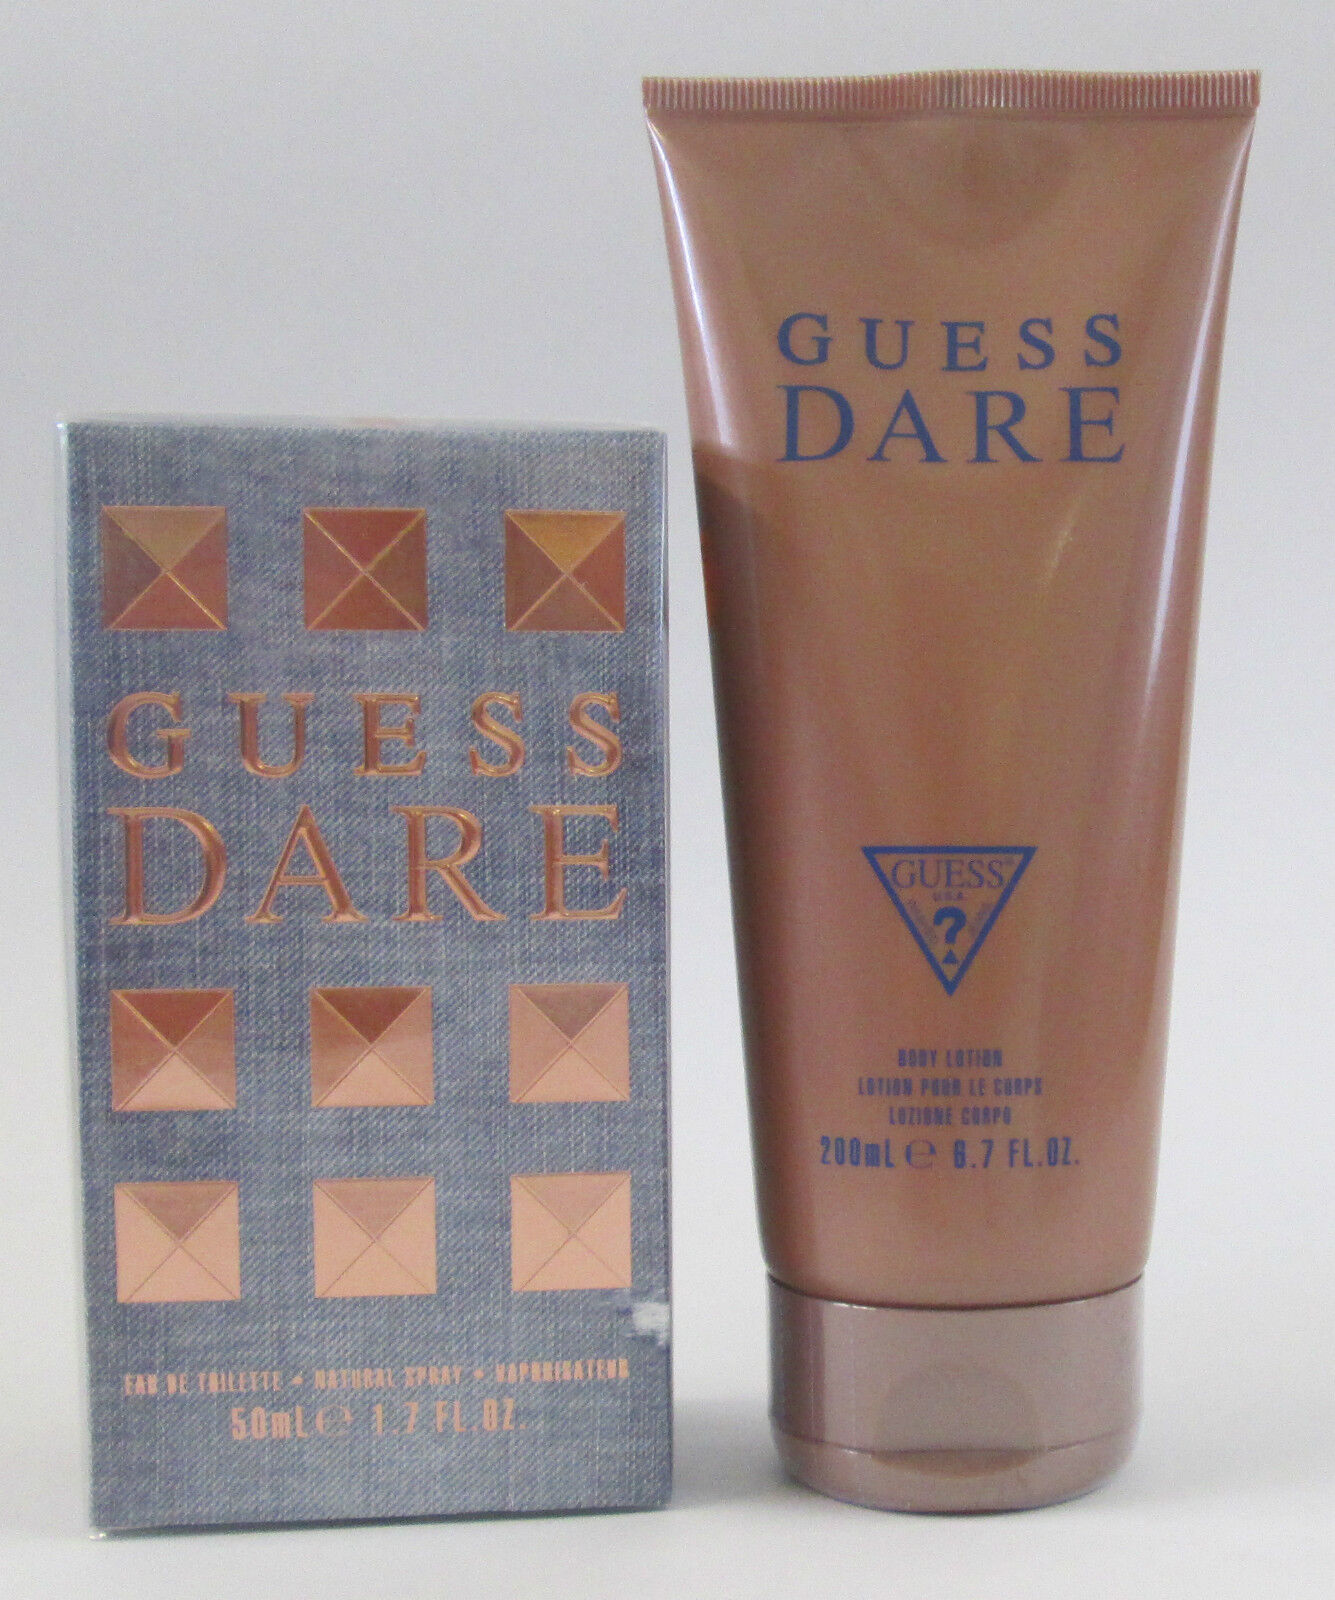 GUESS
DARE
EAU DE TOILETTE • NATURAL SPRAY • VAPORISATEUR
50mL ℮ 1.7 FL.OZ.
GUESS
DARE
GUESS®
U.S.A.
?
BODY LOTION
LOTION POUR LE CORPS
LOZIONE CORPO
200mL ℮ 6.7 FL.OZ.